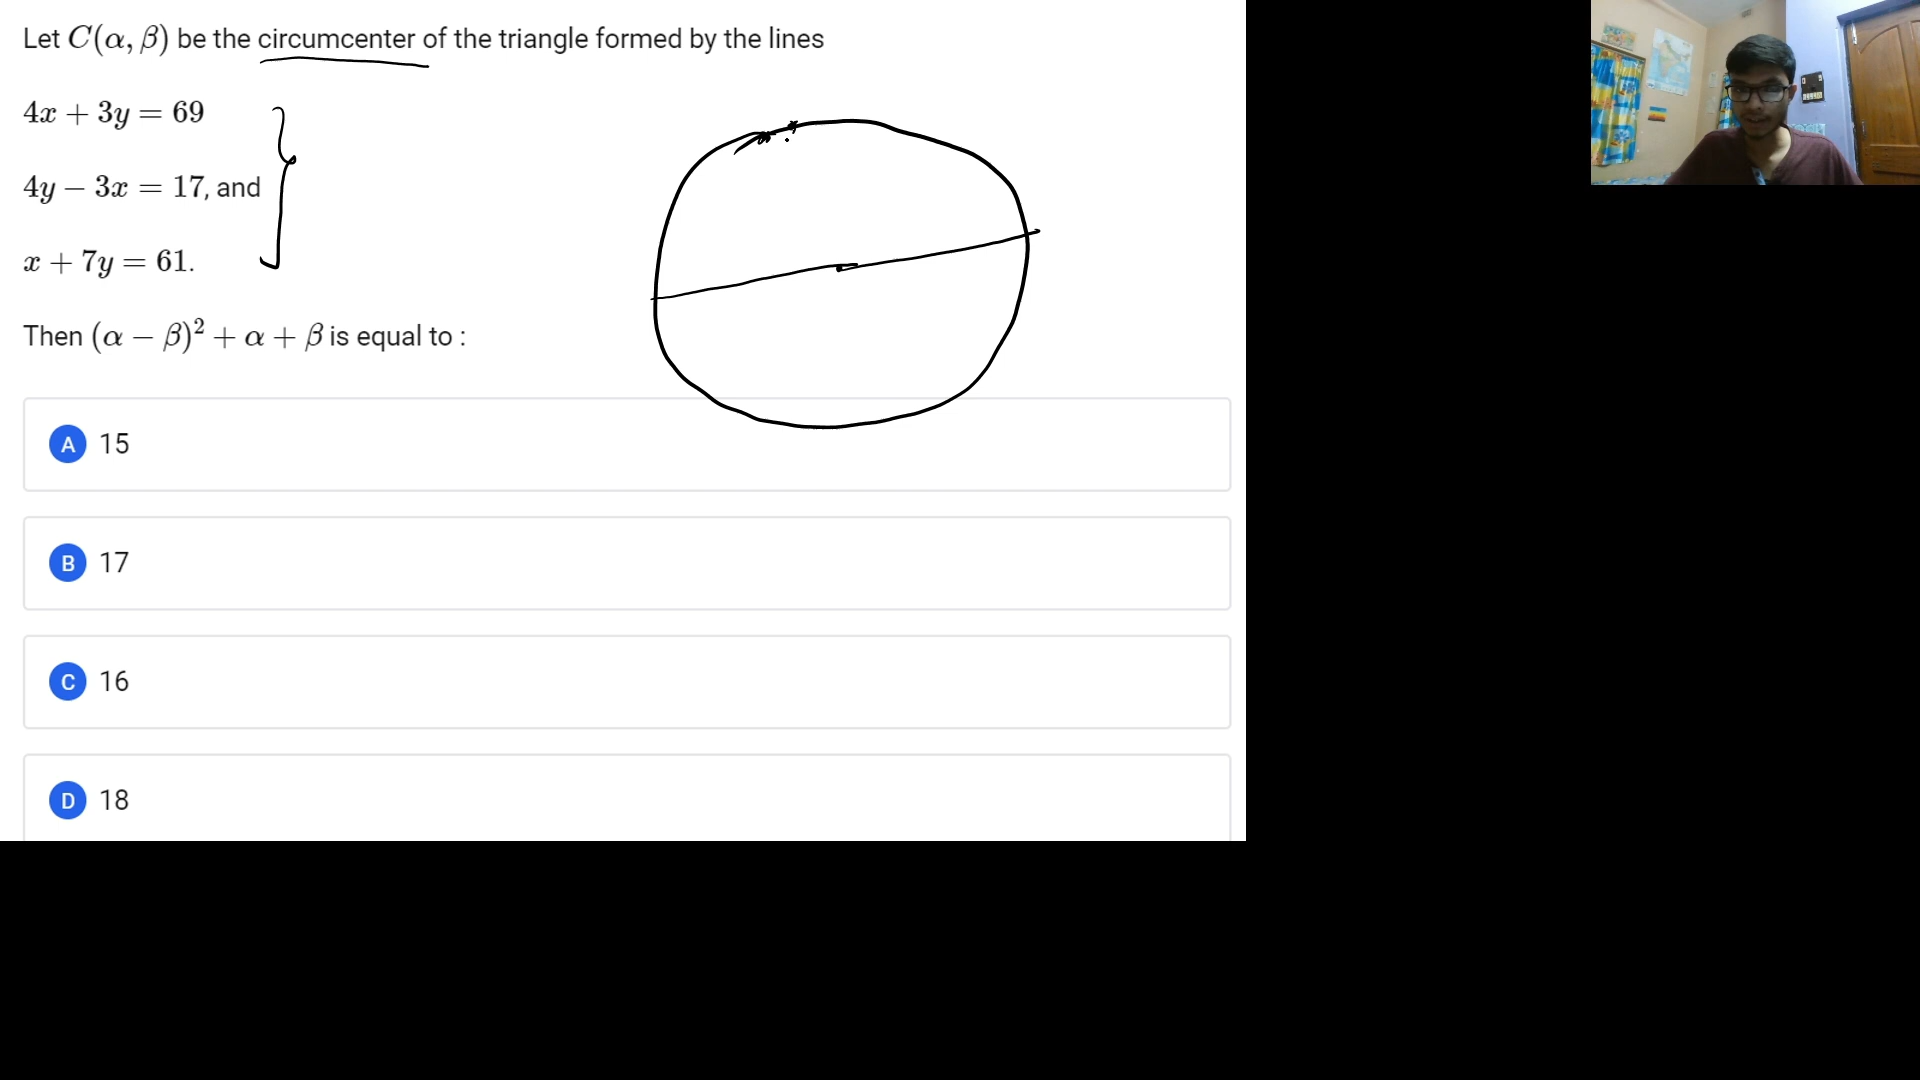 Let C(α, β) be the circumcenter of the triangle formed by the lines
4x + 3y = 69
4y − 3x = 17, and
x + 7y = 61.
Then (α − β)² + α + β is equal to :
A 15
B 17
C 16
D 18